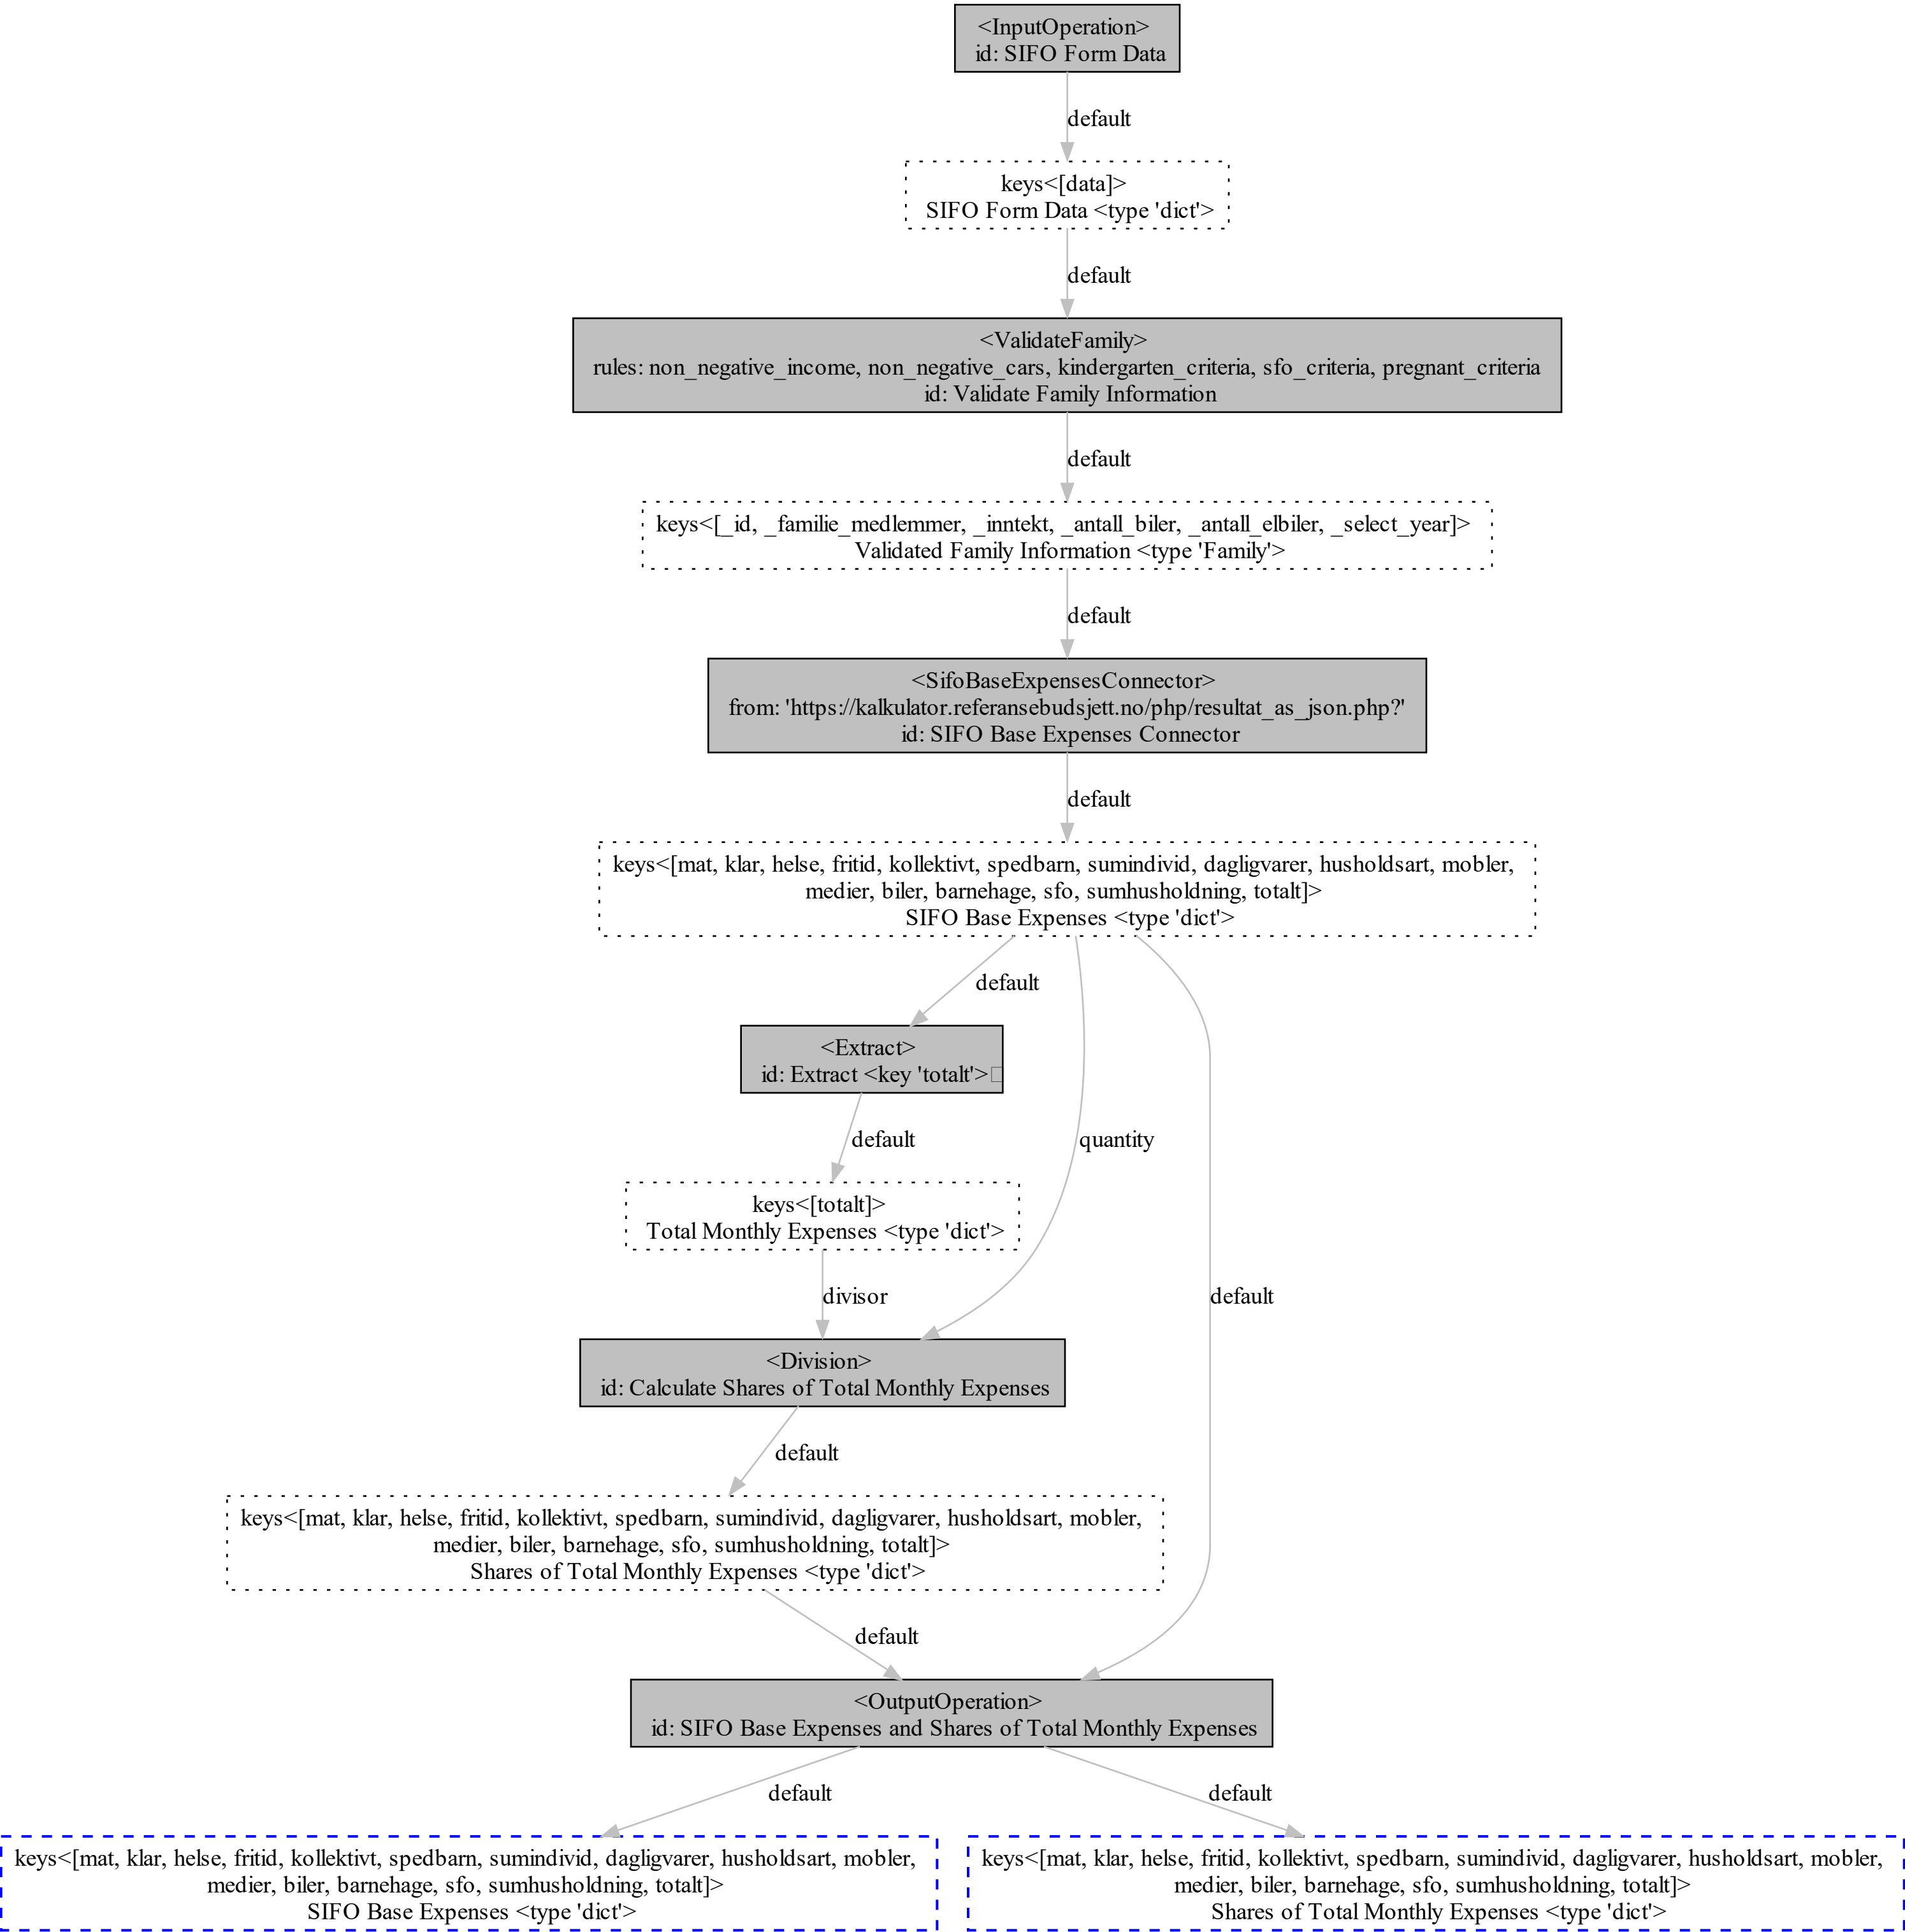 <InputOperation>
id: SIFO Form Data
default
keys<[data]>
SIFO Form Data <type 'dict'>
default
<ValidateFamily>
rules: non_negative_income, non_negative_cars, kindergarten_criteria, sfo_criteria, pregnant_criteria
id: Validate Family Information
default
keys<[_id, _familie_medlemmer, _inntekt, _antall_biler, _antall_elbiler, _select_year]>
Validated Family Information <type 'Family'>
default
<SifoBaseExpensesConnector>
from: 'https://kalkulator.referansebudsjett.no/php/resultat_as_json.php?'
id: SIFO Base Expenses Connector
default
keys<[mat, klar, helse, fritid, kollektivt, spedbarn, sumindivid, dagligvarer, husholdsart, mobler,
medier, biler, barnehage, sfo, sumhusholdning, totalt]>
SIFO Base Expenses <type 'dict'>
default
<Extract>
id: Extract <key 'totalt'>□
default
quantity
keys<[totalt]>
Total Monthly Expenses <type 'dict'>
divisor
default
<Division>
id: Calculate Shares of Total Monthly Expenses
default
keys<[mat, klar, helse, fritid, kollektivt, spedbarn, sumindivid, dagligvarer, husholdsart, mobler,
medier, biler, barnehage, sfo, sumhusholdning, totalt]>
Shares of Total Monthly Expenses <type 'dict'>
default
<OutputOperation>
id: SIFO Base Expenses and Shares of Total Monthly Expenses
default
default
keys<[mat, klar, helse, fritid, kollektivt, spedbarn, sumindivid, dagligvarer, husholdsart, mobler,
medier, biler, barnehage, sfo, sumhusholdning, totalt]>
SIFO Base Expenses <type 'dict'>
keys<[mat, klar, helse, fritid, kollektivt, spedbarn, sumindivid, dagligvarer, husholdsart, mobler,
medier, biler, barnehage, sfo, sumhusholdning, totalt]>
Shares of Total Monthly Expenses <type 'dict'>